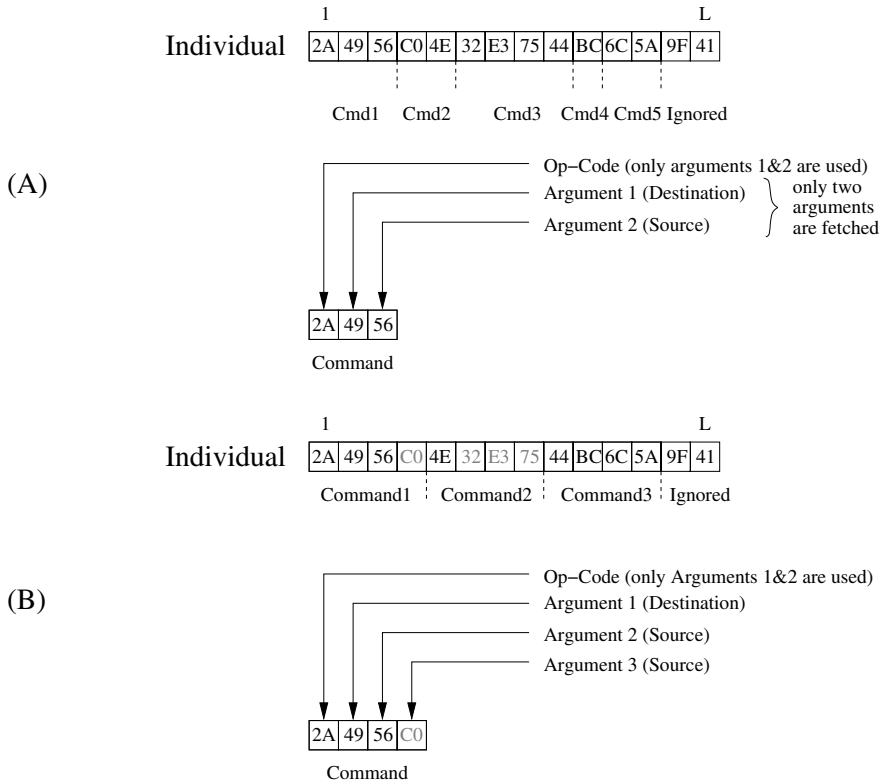 1 L
Individual 2A 49 56 C0 4E 32 E3 75 44 BC 6C 5A 9F 41
Cmd1 Cmd2 Cmd3 Cmd4 Cmd5 Ignored
(A)
Op−Code (only arguments 1&2 are used)
Argument 1 (Destination)
Argument 2 (Source)
only two
arguments
are fetched
2A 49 56
Command
1 L
Individual 2A 49 56 C0 4E 32 E3 75 44 BC 6C 5A 9F 41
Command1 Command2 Command3 Ignored
(B)
Op−Code (only Arguments 1&2 are used)
Argument 1 (Destination)
Argument 2 (Source)
Argument 3 (Source)
2A 49 56 C0
Command